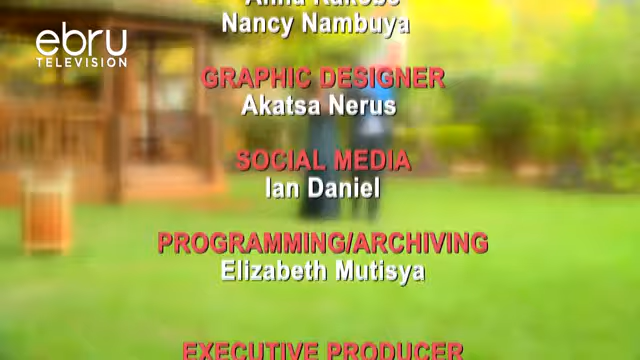 ebru
TELEVISION
Nancy Nambuya
GRAPHIC DESIGNER
Akatsa Nerus
SOCIAL MEDIA
Ian Daniel
PROGRAMMING/ARCHIVING
Elizabeth Mutisya
EXECUTIVE PRODUCER